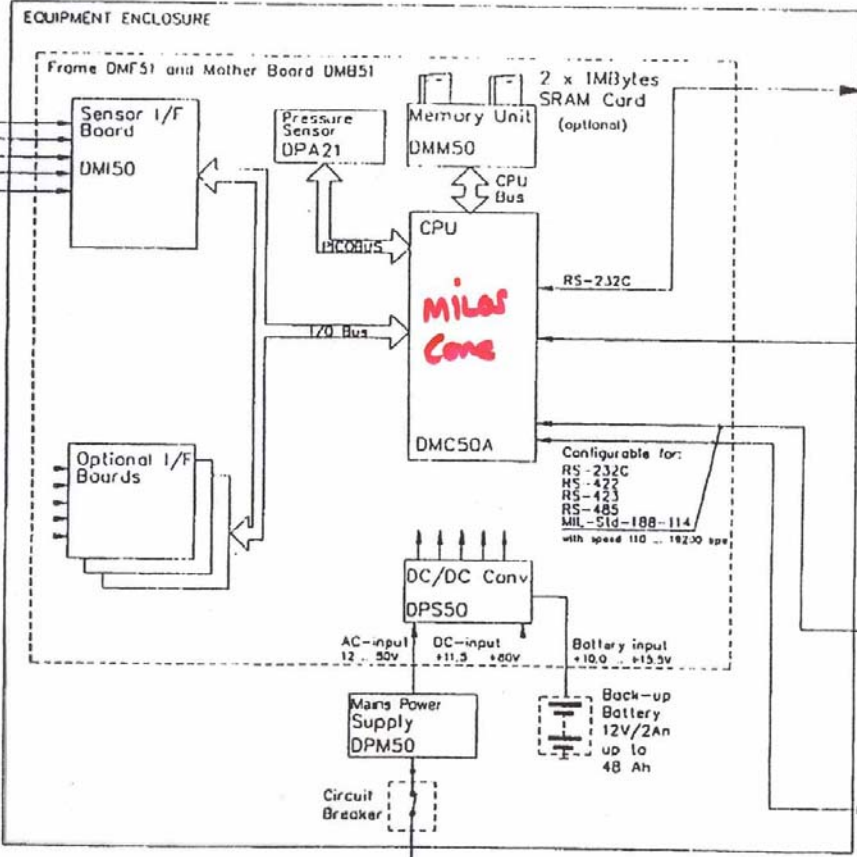 EQUIPMENT ENCLOSURE
Frame DMF51 and Mother Board DMB51
Sensor I/F
Board
DMI50
Pressure
Sensor
DPA21
Memory Unit
DMM50
2 x 1MBytes
SRAM Card
(optional)
CPU
Bus
PICOBUS
CPU
MiLOS
Core
DMC50A
RS-232C
I/O Bus
Optional I/F
Boards
Configurable for:
RS-232C
RS-422
RS-423
RS-485
MIL-Std-188-114
with speed 110 ... 19200 bps
DC/DC Conv
DPS50
AC-input
12 .. 50V
DC-input
+11,5 +80V
Battery input
+10,0 .. +15,5V
Mains Power
Supply
DPM50
Back-up
Battery
12V/2Ah
up to
48 Ah
Circuit
Breaker